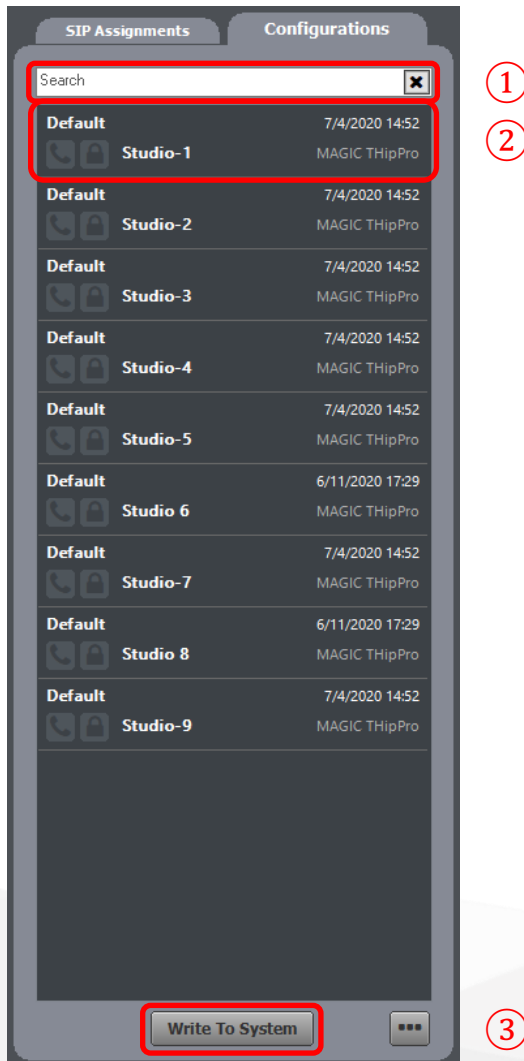 SIP Assignments Configurations
Search ①
Default 7/4/2020 14:52 ②
Studio-1 MAGIC THipPro
Default 7/4/2020 14:52
Studio-2 MAGIC THipPro
Default 7/4/2020 14:52
Studio-3 MAGIC THipPro
Default 7/4/2020 14:52
Studio-4 MAGIC THipPro
Default 7/4/2020 14:52
Studio-5 MAGIC THipPro
Default 6/11/2020 17:29
Studio 6 MAGIC THipPro
Default 7/4/2020 14:52
Studio-7 MAGIC THipPro
Default 6/11/2020 17:29
Studio 8 MAGIC THipPro
Default 7/4/2020 14:52
Studio-9 MAGIC THipPro
Write To System ③